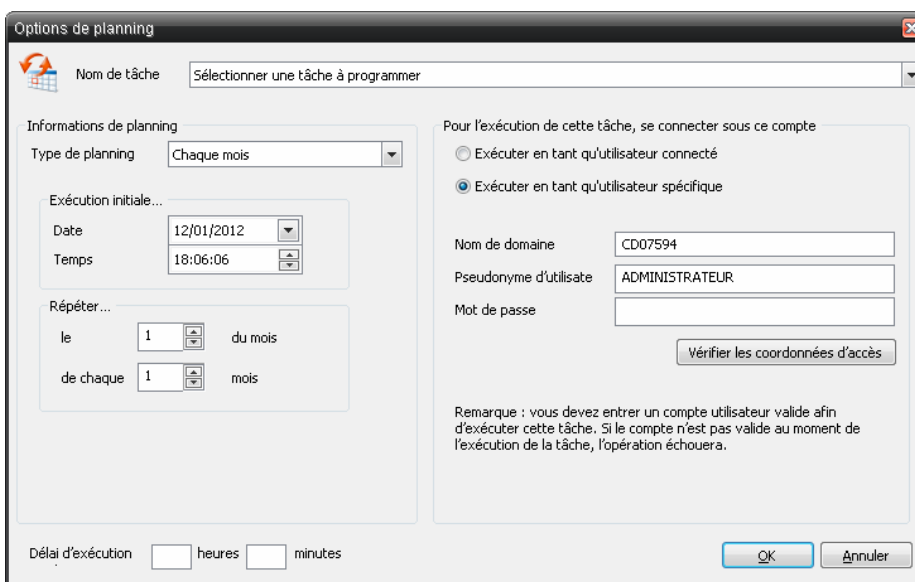 Options de planning
Nom de tâche
Sélectionner une tâche à programmer
Informations de planning
Type de planning
Chaque mois
Exécution initiale...
Date
12/01/2012
Temps
18:06:06
Répéter...
le 1 du mois
de chaque 1 mois
Pour l'exécution de cette tâche, se connecter sous ce compte
Exécuter en tant qu'utilisateur connecté
Exécuter en tant qu'utilisateur spécifique
Nom de domaine
CD07594
Pseudonyme d'utilisate
ADMINISTRATEUR
Mot de passe
Vérifier les coordonnées d'accès
Remarque : vous devez entrer un compte utilisateur valide afin
d'exécuter cette tâche. Si le compte n'est pas valide au moment de
l'exécution de la tâche, l'opération échouera.
Délai d'exécution heures minutes
OK
Annuler